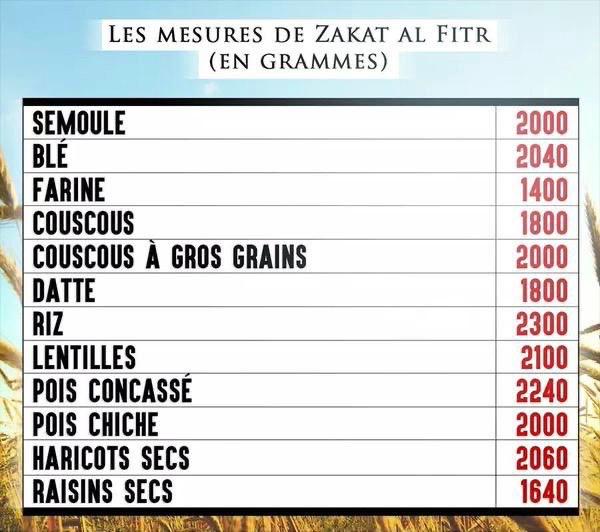 Les mesures de Zakat al Fitr
(en grammes)
SEMOULE 2000
BLÉ 2040
FARINE 1400
COUSCOUS 1800
COUSCOUS À GROS GRAINS 2000
DATTE 1800
RIZ 2300
LENTILLES 2100
POIS CONCASSÉ 2240
POIS CHICHE 2000
HARICOTS SECS 2060
RAISINS SECS 1640